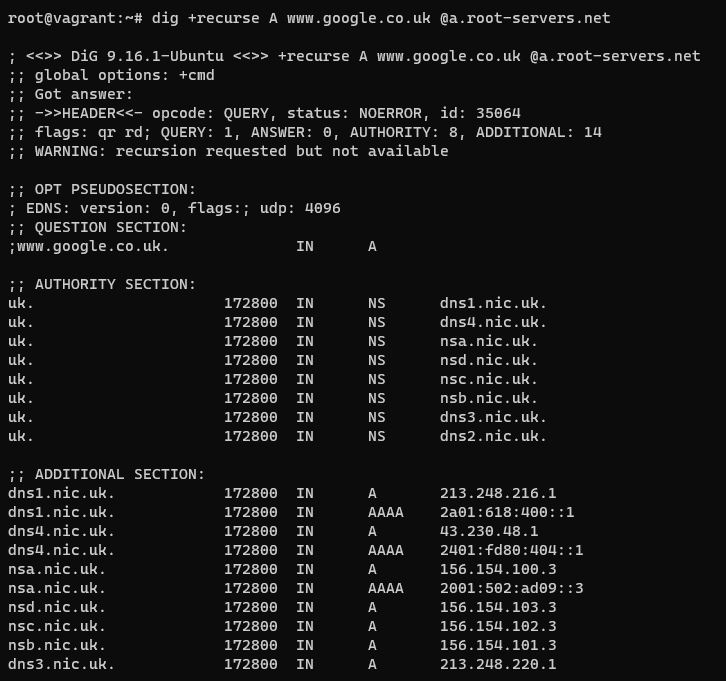 root@vagrant:~# dig +recurse A www.google.co.uk @a.root-servers.net
; <<>> DiG 9.16.1-Ubuntu <<>> +recurse A www.google.co.uk @a.root-servers.net
;; global options: +cmd
;; Got answer:
;; ->>HEADER<<- opcode: QUERY, status: NOERROR, id: 35064
;; flags: qr rd; QUERY: 1, ANSWER: 0, AUTHORITY: 8, ADDITIONAL: 14
;; WARNING: recursion requested but not available
;; OPT PSEUDOSECTION:
; EDNS: version: 0, flags:; udp: 4096
;; QUESTION SECTION:
;www.google.co.uk. IN A
;; AUTHORITY SECTION:
uk. 172800 IN NS dns1.nic.uk.
uk. 172800 IN NS dns4.nic.uk.
uk. 172800 IN NS nsa.nic.uk.
uk. 172800 IN NS nsd.nic.uk.
uk. 172800 IN NS nsc.nic.uk.
uk. 172800 IN NS nsb.nic.uk.
uk. 172800 IN NS dns3.nic.uk.
uk. 172800 IN NS dns2.nic.uk.
;; ADDITIONAL SECTION:
dns1.nic.uk. 172800 IN A 213.248.216.1
dns1.nic.uk. 172800 IN AAAA 2a01:618:400::1
dns4.nic.uk. 172800 IN A 43.230.48.1
dns4.nic.uk. 172800 IN AAAA 2401:fd80:404::1
nsa.nic.uk. 172800 IN A 156.154.100.3
nsa.nic.uk. 172800 IN AAAA 2001:502:ad09::3
nsd.nic.uk. 172800 IN A 156.154.103.3
nsc.nic.uk. 172800 IN A 156.154.102.3
nsb.nic.uk. 172800 IN A 156.154.101.3
dns3.nic.uk. 172800 IN A 213.248.220.1